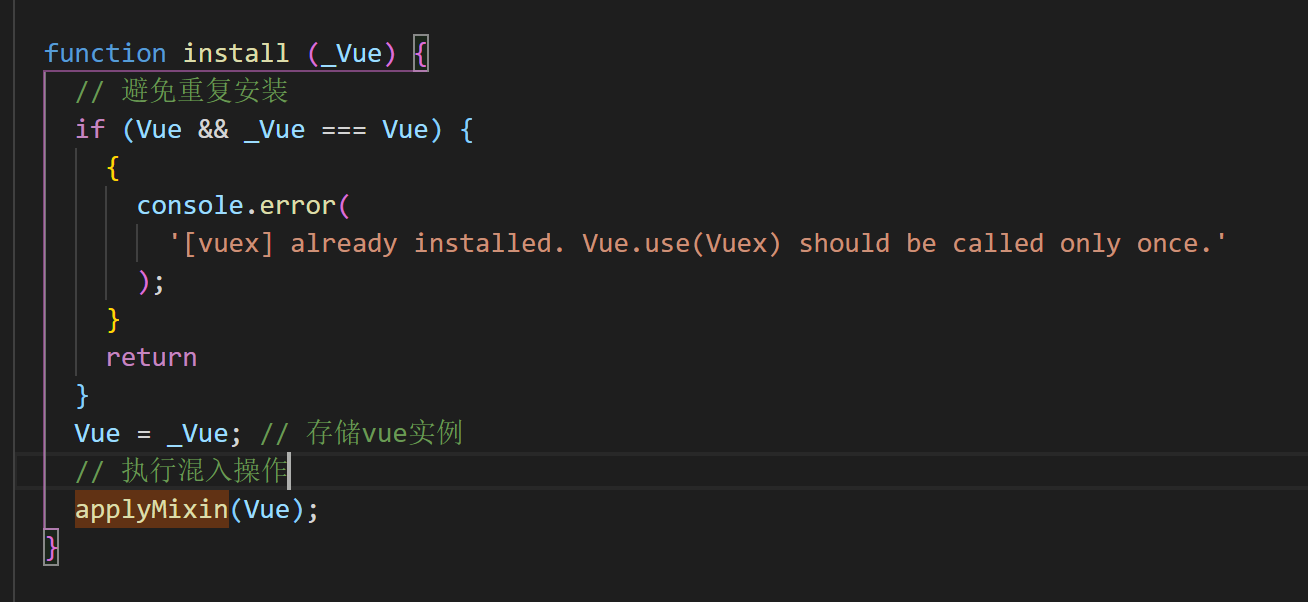 function install (_Vue) {
// 避免重复安装
if (Vue && _Vue === Vue) {
{
console.error(
'[vuex] already installed. Vue.use(Vuex) should be called only once.'
);
}
return
}
Vue = _Vue; // 存储vue实例
// 执行混入操作
applyMixin(Vue);
}